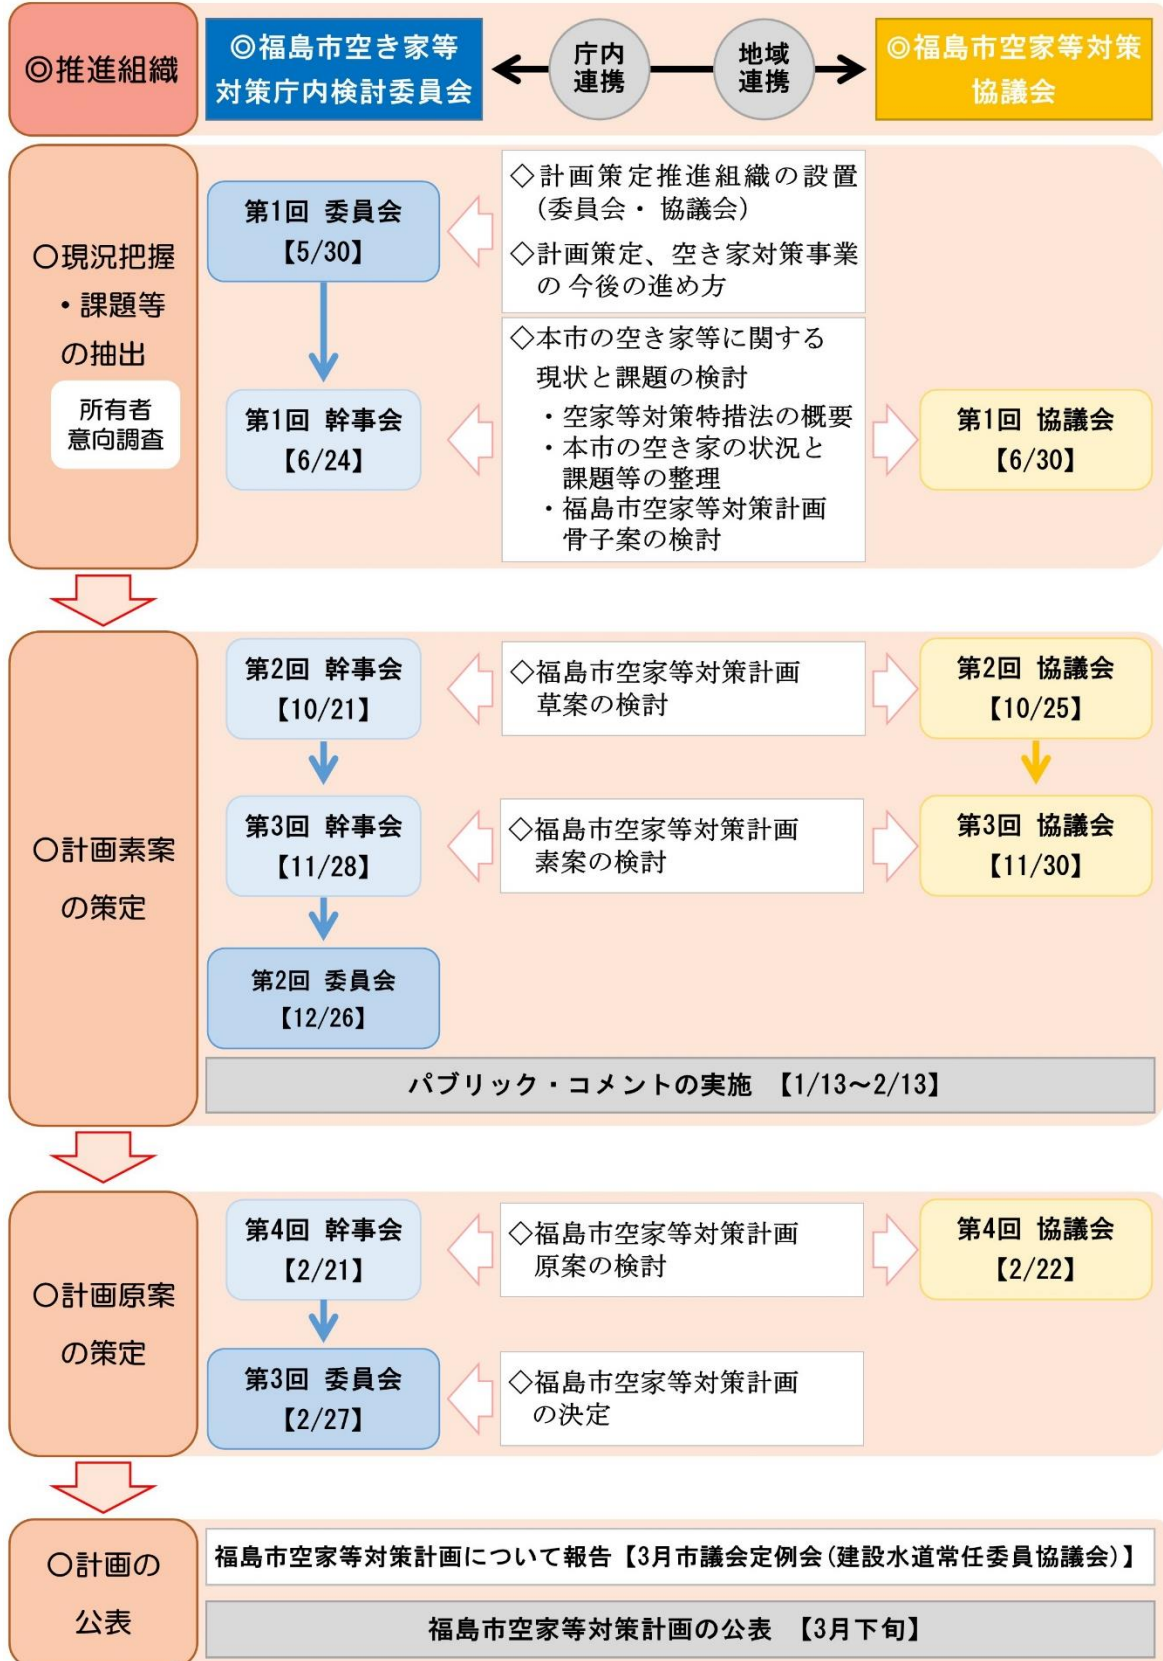 ◎推進組織
◎福島市空き家等
対策庁内検討委員会
庁内
連携
地域
連携
◎福島市空家等対策
協議会
○現況把握
・課題等
の抽出
所有者
意向調査
第1回 委員会
【5/30】
◇計画策定推進組織の設置
(委員会・ 協議会)
◇計画策定、空き家対策事業
の 今後の進め方
第1回 幹事会
【6/24】
◇本市の空き家等に関する
現状と課題の検討
・空家等対策特措法の概要
・本市の空き家の状況と
課題等の整理
・福島市空家等対策計画
骨子案の検討
第1回 協議会
【6/30】
○計画素案
の策定
第2回 幹事会
【10/21】
◇福島市空家等対策計画
草案の検討
第2回 協議会
【10/25】
第3回 幹事会
【11/28】
◇福島市空家等対策計画
素案の検討
第3回 協議会
【11/30】
第2回 委員会
【12/26】
パブリック・コメントの実施 【1/13～2/13】
○計画原案
の策定
第4回 幹事会
【2/21】
◇福島市空家等対策計画
原案の検討
第4回 協議会
【2/22】
第3回 委員会
【2/27】
◇福島市空家等対策計画
の決定
○計画の
公表
福島市空家等対策計画について報告【3月市議会定例会(建設水道常任委員協議会)】
福島市空家等対策計画の公表 【3月下旬】